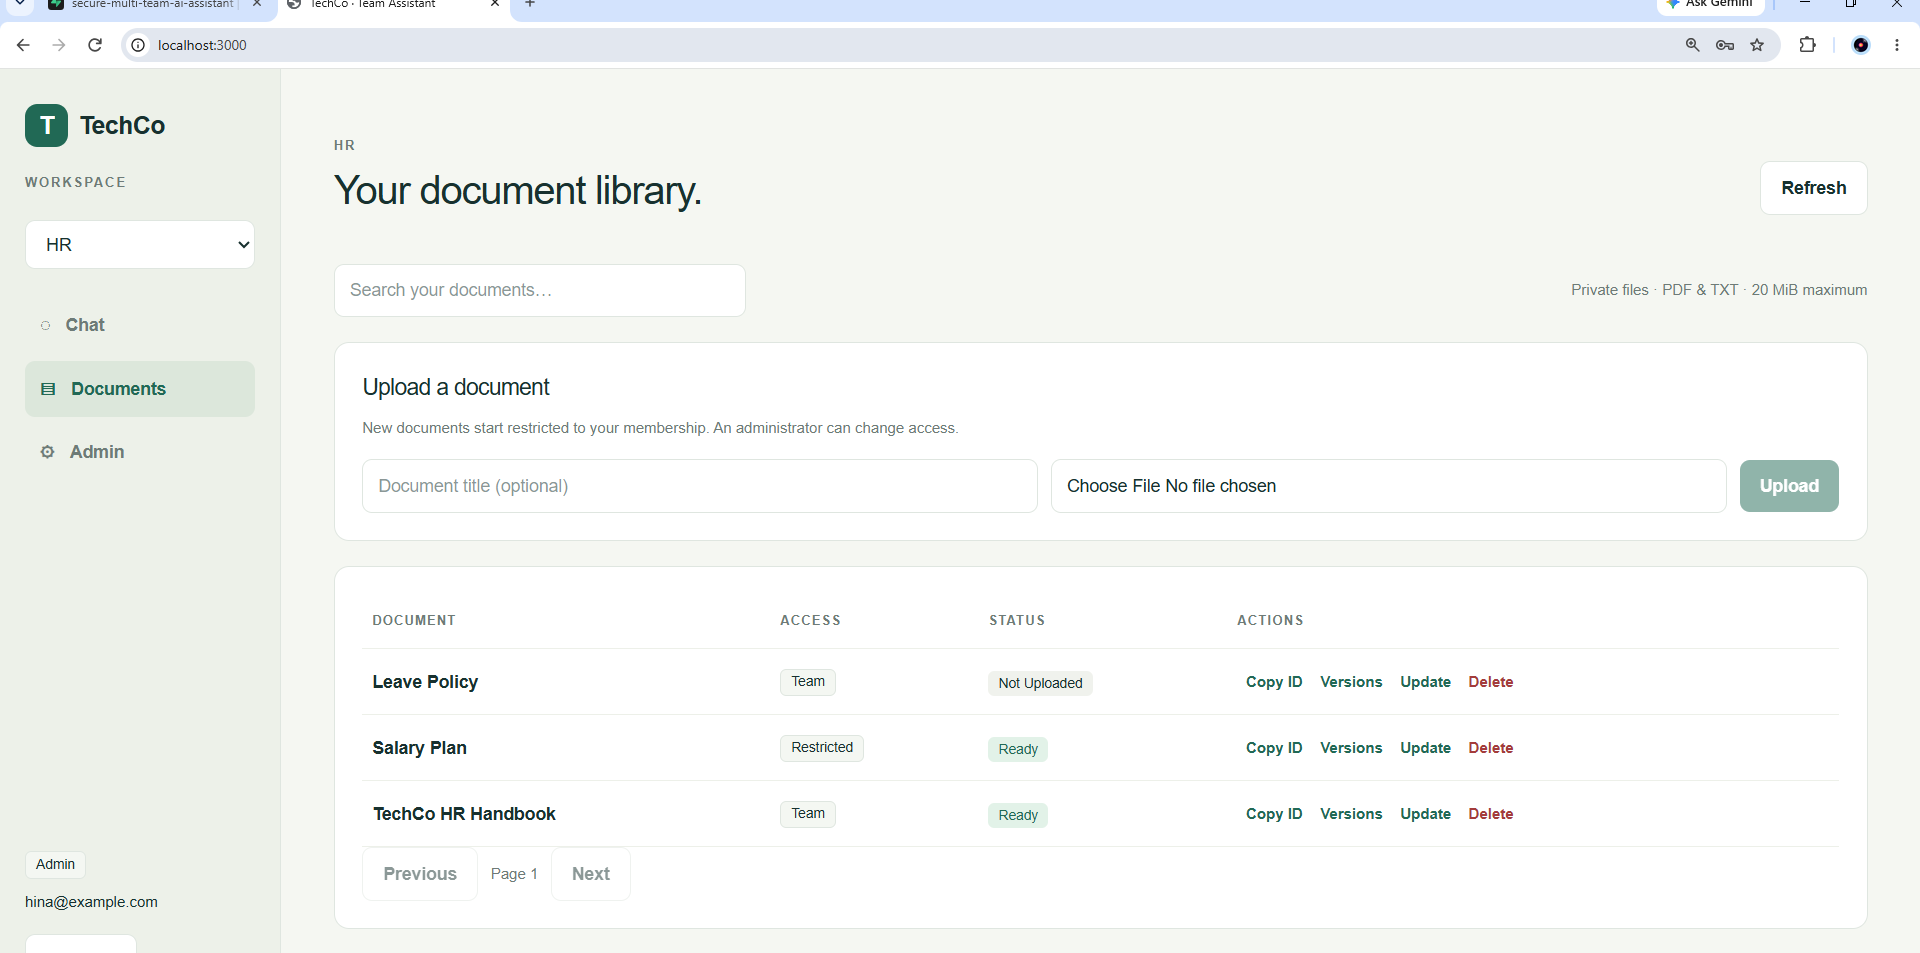 secure-multi-team-ai-assistant
TechCo · Team Assistant
Ask Gemini
localhost:3000
T TechCo
WORKSPACE
HR
Chat
Documents
Admin
Admin
hina@example.com
HR
Your document library.
Refresh
Search your documents…
Private files · PDF & TXT · 20 MiB maximum
Upload a document
New documents start restricted to your membership. An administrator can change access.
Document title (optional)
Choose File No file chosen
Upload
DOCUMENT ACCESS STATUS ACTIONS
Leave Policy Team Not Uploaded Copy ID Versions Update Delete
Salary Plan Restricted Ready Copy ID Versions Update Delete
TechCo HR Handbook Team Ready Copy ID Versions Update Delete
Previous Page 1 Next